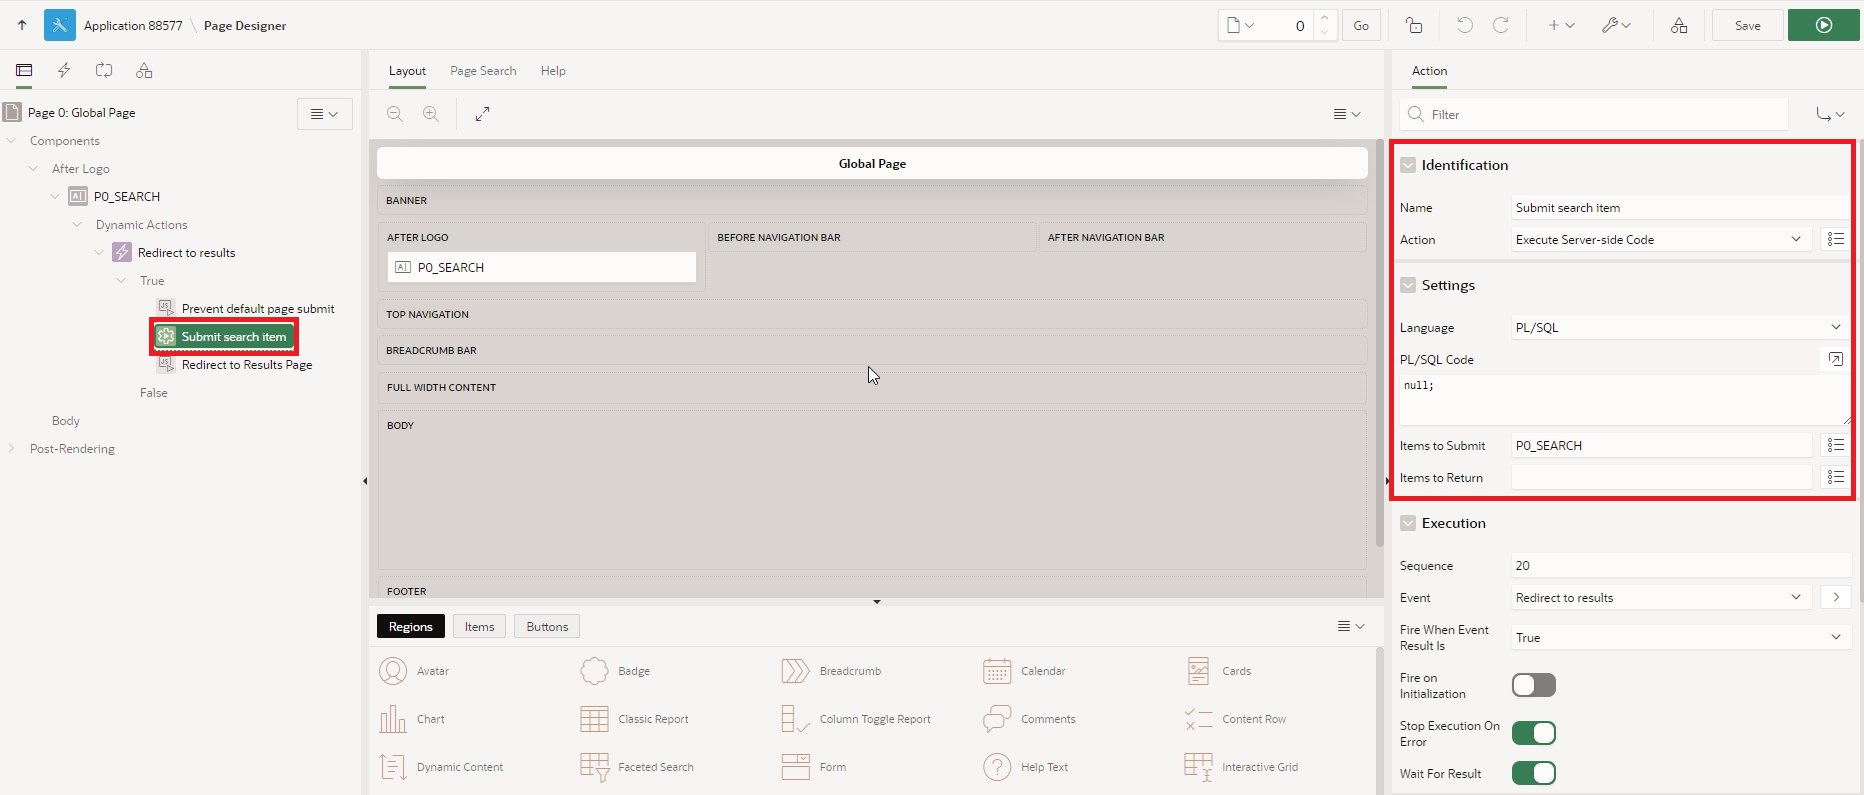 Application 88577 \ Page Designer
0
Go
Save
Page 0: Global Page
Components
After Logo
P0_SEARCH
Dynamic Actions
Redirect to results
True
Prevent default page submit
Submit search item
Redirect to Results Page
False
Body
Post-Rendering
Layout Page Search Help
Global Page
BANNER
AFTER LOGO
P0_SEARCH
BEFORE NAVIGATION BAR
AFTER NAVIGATION BAR
TOP NAVIGATION
BREADCRUMB BAR
FULL WIDTH CONTENT
BODY
FOOTER
Regions Items Buttons
Avatar Badge Breadcrumb Calendar Cards
Chart Classic Report Column Toggle Report Comments Content Row
Dynamic Content Faceted Search Form Help Text Interactive Grid
Action
Filter
Identification
Name Submit search item
Action Execute Server-side Code
Settings
Language PL/SQL
PL/SQL Code
null;
Items to Submit P0_SEARCH
Items to Return
Execution
Sequence 20
Event Redirect to results
Fire When Event
Result Is
True
Fire on
Initialization
Stop Execution On
Error
Wait For Result